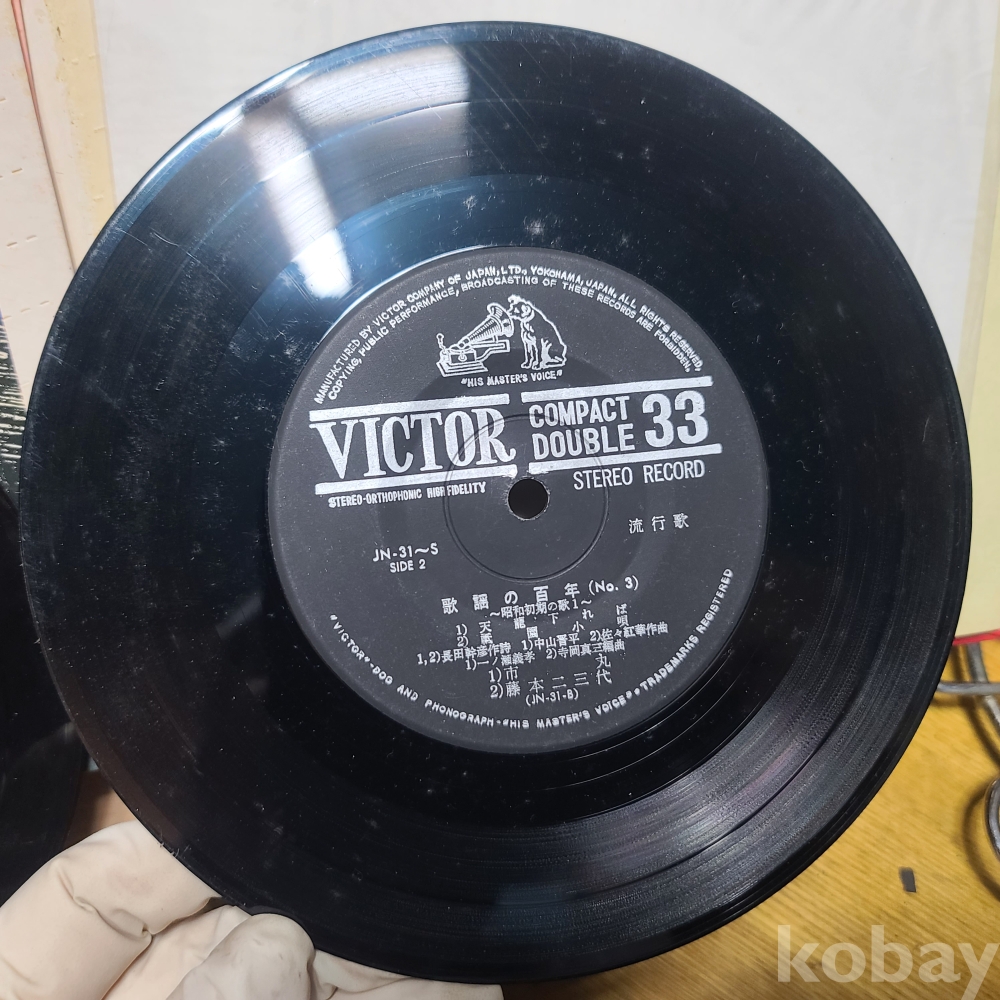 MANUFACTURED BY VICTOR COMPANY OF JAPAN, LTD., YOKOHAMA, JAPAN. ALL RIGHTS RESERVED.
COPYING, PUBLIC PERFORMANCE, BROADCASTING OF THESE RECORDS ARE FORBIDDEN.
"HIS MASTER'S VOICE"
VICTOR
COMPACT
DOUBLE 33
STEREO-ORTHOPHONIC HIGH FIDELITY
STEREO RECORD
流行歌
JN-31~S
SIDE 2
歌謡の百年 (No. 3)
~昭和初期の歌1~
1) 天龍下れば
2) 祇園小唄
1,2) 長田幹彦作詩 1) 中山晋平 2) 佐々紅華作曲
1) 一ノ瀬義孝 2) 寺岡真三編曲
1) 市丸
2) 藤本二三代
(JN-31-B)
"VICTOR"-DOG AND PHONOGRAPH-"HIS MASTER'S VOICE"●TRADEMARKS REGISTERED
kobay